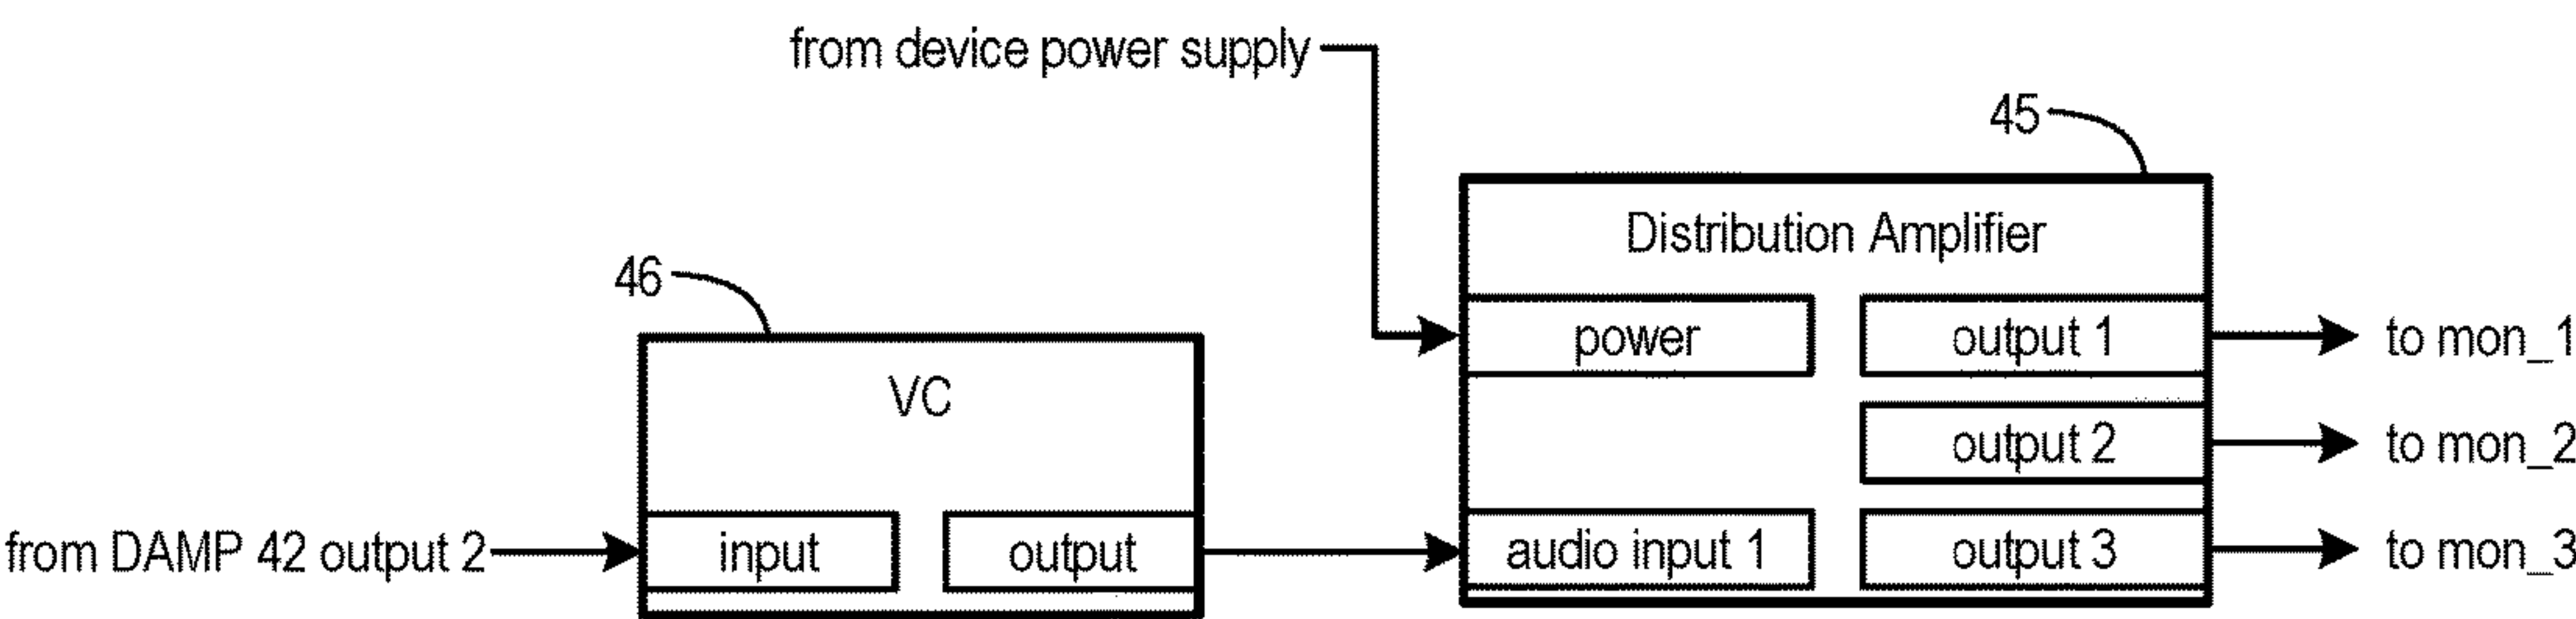 from device power supply
45
Distribution Amplifier
46
power
output 1
to mon_1
VC
output 2
to mon_2
from DAMP 42 output 2
input
output
audio input 1
output 3
to mon_3